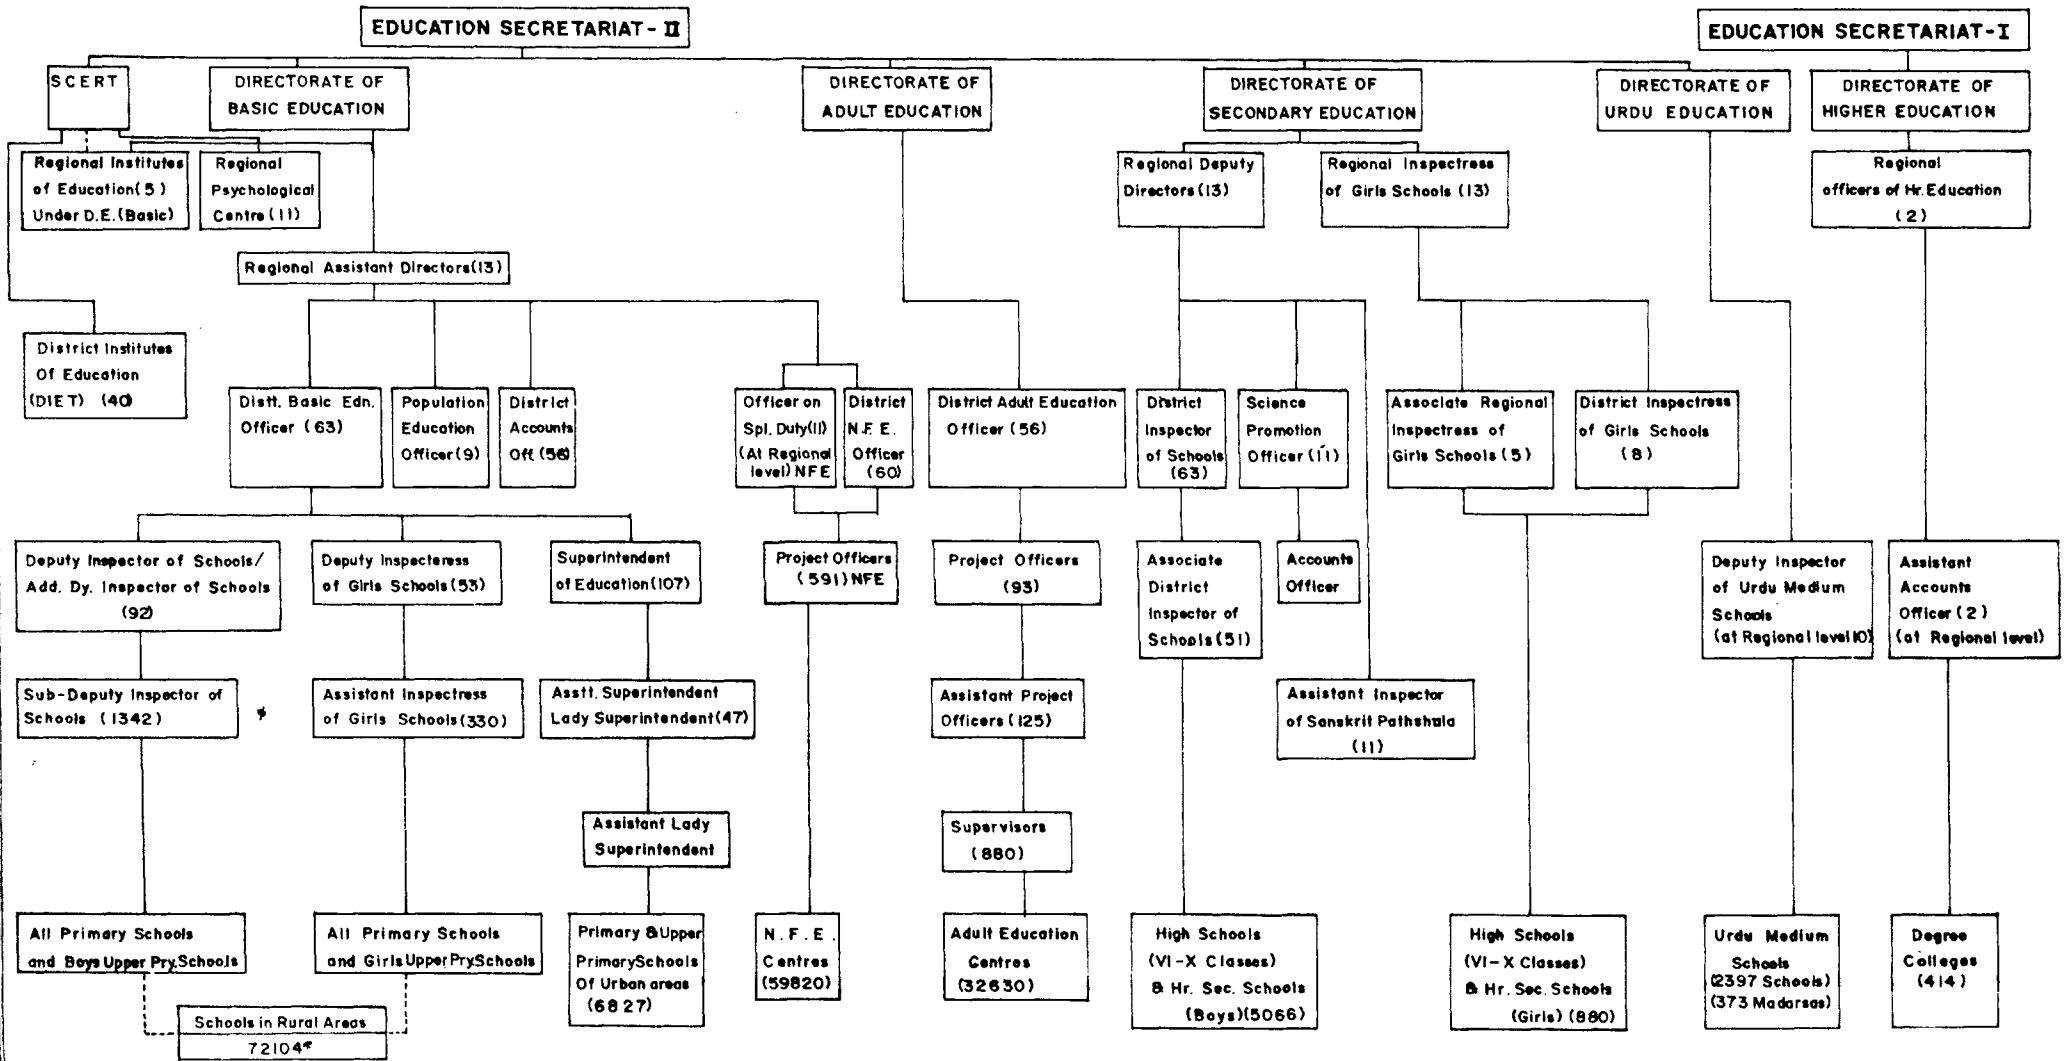 EDUCATION SECRETARIAT - II
EDUCATION SECRETARIAT - I
SCERT
DIRECTORATE OF
BASIC EDUCATION
DIRECTORATE OF
ADULT EDUCATION
DIRECTORATE OF
SECONDARY EDUCATION
DIRECTORATE OF
URDU EDUCATION
DIRECTORATE OF
HIGHER EDUCATION
Regional Institutes
of Education (5)
Under D.E. (Basic)
Regional
Psychological
Centre (11)
Regional Deputy
Directors (13)
Regional Inspectress
of Girls Schools (13)
Regional
officers of Hr. Education
(2)
Regional Assistant Directors (13)
District Institutes
Of Education
(DIET) (40)
Distt. Basic Edn.
Officer (63)
Population
Education
Officer (9)
District
Accounts
Off. (56)
Officer on
Spl. Duty (11)
(At Regional
level) NFE
District
N.F.E.
Officer
(60)
District Adult Education
Officer (56)
District
Inspector
of Schools
(63)
Science
Promotion
Officer (11)
Associate Regional
Inspectress of
Girls Schools (5)
District Inspectress
of Girls Schools
(8)
Deputy Inspector of Schools/
Add. Dy. Inspector of Schools
(92)
Deputy Inspecteress
of Girls Schools (53)
Superintendent
of Education (107)
Project Officers
(591) NFE
Project Officers
(93)
Associate
District
Inspector of
Schools (51)
Accounts
Officer
Deputy Inspector
of Urdu Medium
Schools
(at Regional level 10)
Assistant
Accounts
Officer (2)
(at Regional level)
Sub-Deputy Inspector of
Schools (1342)
Assistant Inspectress
of Girls Schools (330)
Asstt. Superintendent
Lady Superintendent (47)
Assistant Project
Officers (125)
Assistant Inspector
of Sanskrit Pathshala
(11)
Assistant Lady
Superintendent
Supervisors
(880)
All Primary Schools
and Boys Upper Pry. Schools
All Primary Schools
and Girls Upper Pry. Schools
Primary & Upper
Primary Schools
Of Urban areas
(6827)
N.F.E.
Centres
(59820)
Adult Education
Centres
(32630)
High Schools
(VI-X Classes)
& Hr. Sec. Schools
(Boys) (5066)
High Schools
(VI-X Classes)
& Hr. Sec. Schools
(Girls) (880)
Urdu Medium
Schools
(2397 Schools)
(373 Madarsas)
Degree
Colleges
(414)
Schools in Rural Areas
72104*